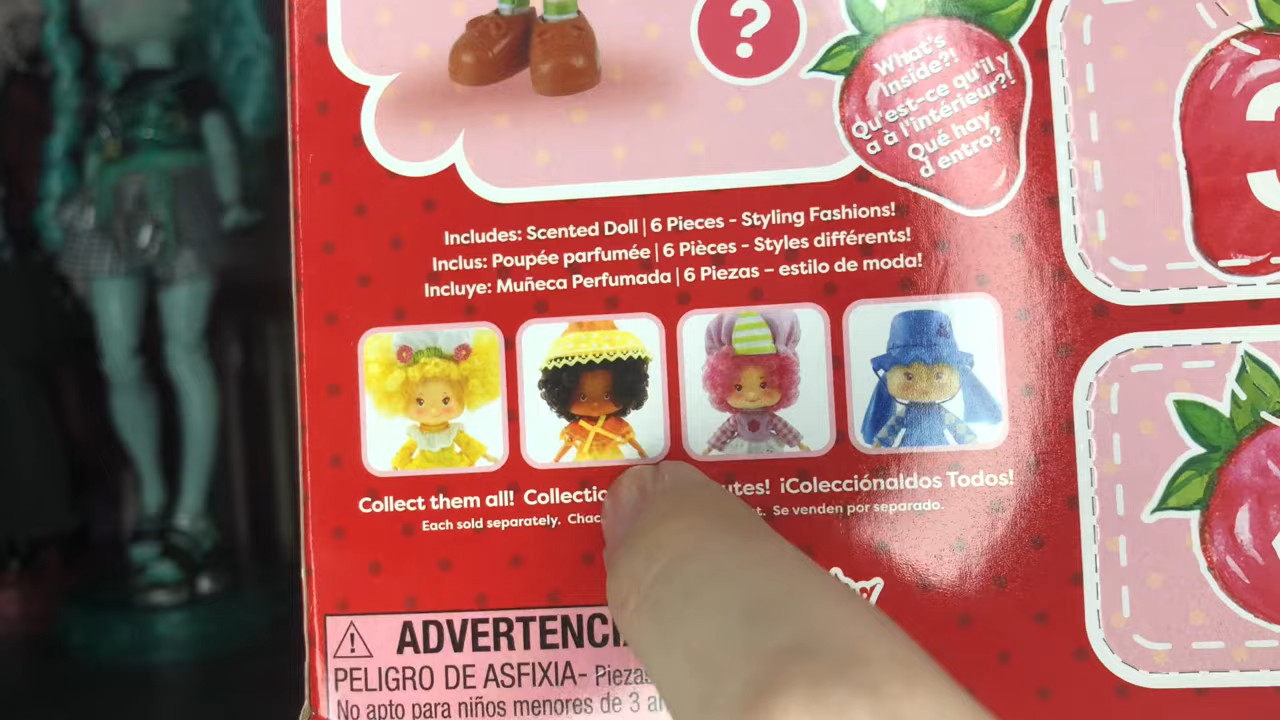 ?
What's
Inside?!
Qu'est-ce qu'il y
a à l'intérieur?!
Qué hay
d entro?
3
Includes: Scented Doll | 6 Pieces - Styling Fashions!
Inclus: Poupée parfumée | 6 Pièces - Styles différents!
Incluye: Muñeca Perfumada | 6 Piezas – estilo de moda!
Collect them all! Collectio utes! ¡Colecciónaldos Todos!
Each sold separately. Chac t. Se venden por separado.
ADVERTENCI
PELIGRO DE ASFIXIA- Piezas
No apto para niños menores de 3 a